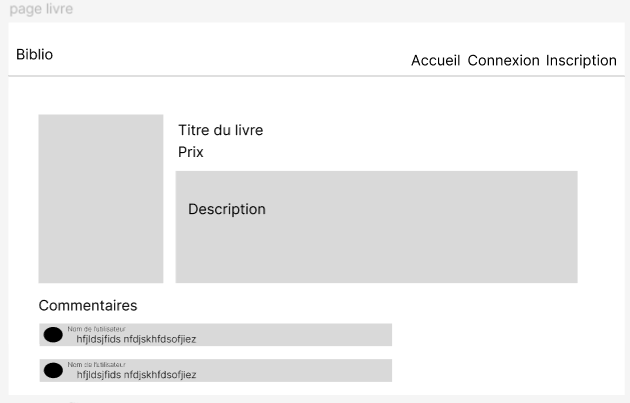 page livre
Biblio
Accueil Connexion Inscription
Titre du livre
Prix
Description
Commentaires
Nom de l'utilisateur
hfjldsjfids nfdjskhfdsofjiez
Nom de l'utilisateur
hfjldsjfids nfdjskhfdsofjiez